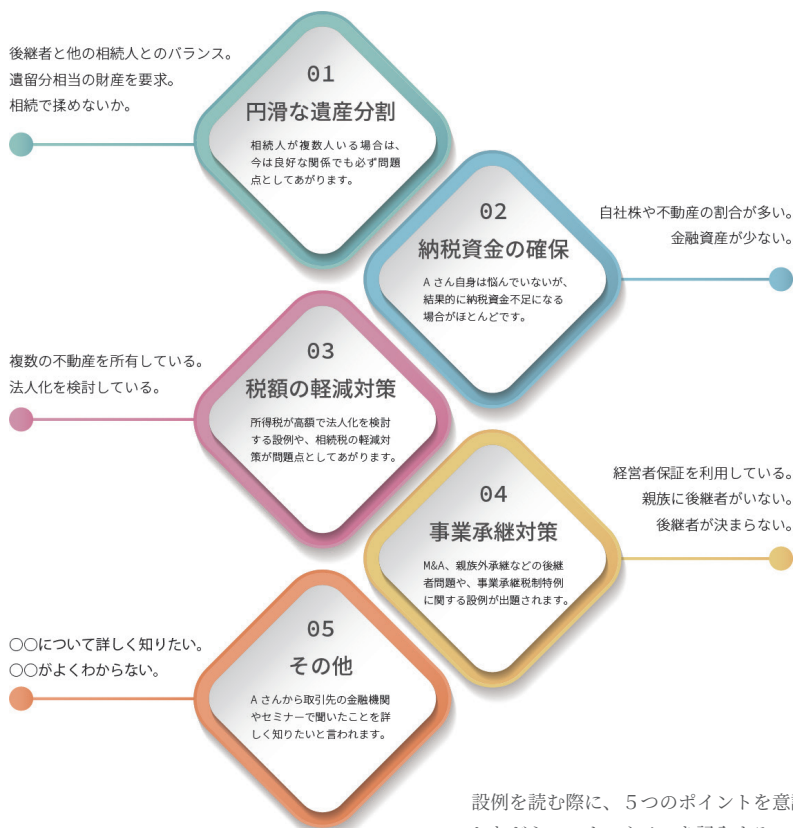 後継者と他の相続人とのバランス。
遺留分相当の財産を要求。
相続で揉めないか。
01
円滑な遺産分割
相続人が複数人いる場合は、
今は良好な関係でも必ず問題
点としてあがります。
02
納税資金の確保
A さん自身は悩んでいないが、
結果的に納税資金不足になる
場合がほとんどです。
自社株や不動産の割合が多い。
金融資産が少ない。
複数の不動産を所有している。
法人化を検討している。
03
税額の軽減対策
所得税が高額で法人化を検討
する設例や、相続税の軽減対
策が問題点としてあがります。
04
事業承継対策
M&A、親族外承継などの後継
者問題や、事業承継税制特例
に関する設例が出題されます。
経営者保証を利用している。
親族に後継者がいない。
後継者が決まらない。
〇〇について詳しく知りたい。
〇〇がよくわからない。
05
その他
A さんから取引先の金融機関
やセミナーで聞いたことを詳
しく知りたいと言われます。
設例を読む際に、５つのポイントを意